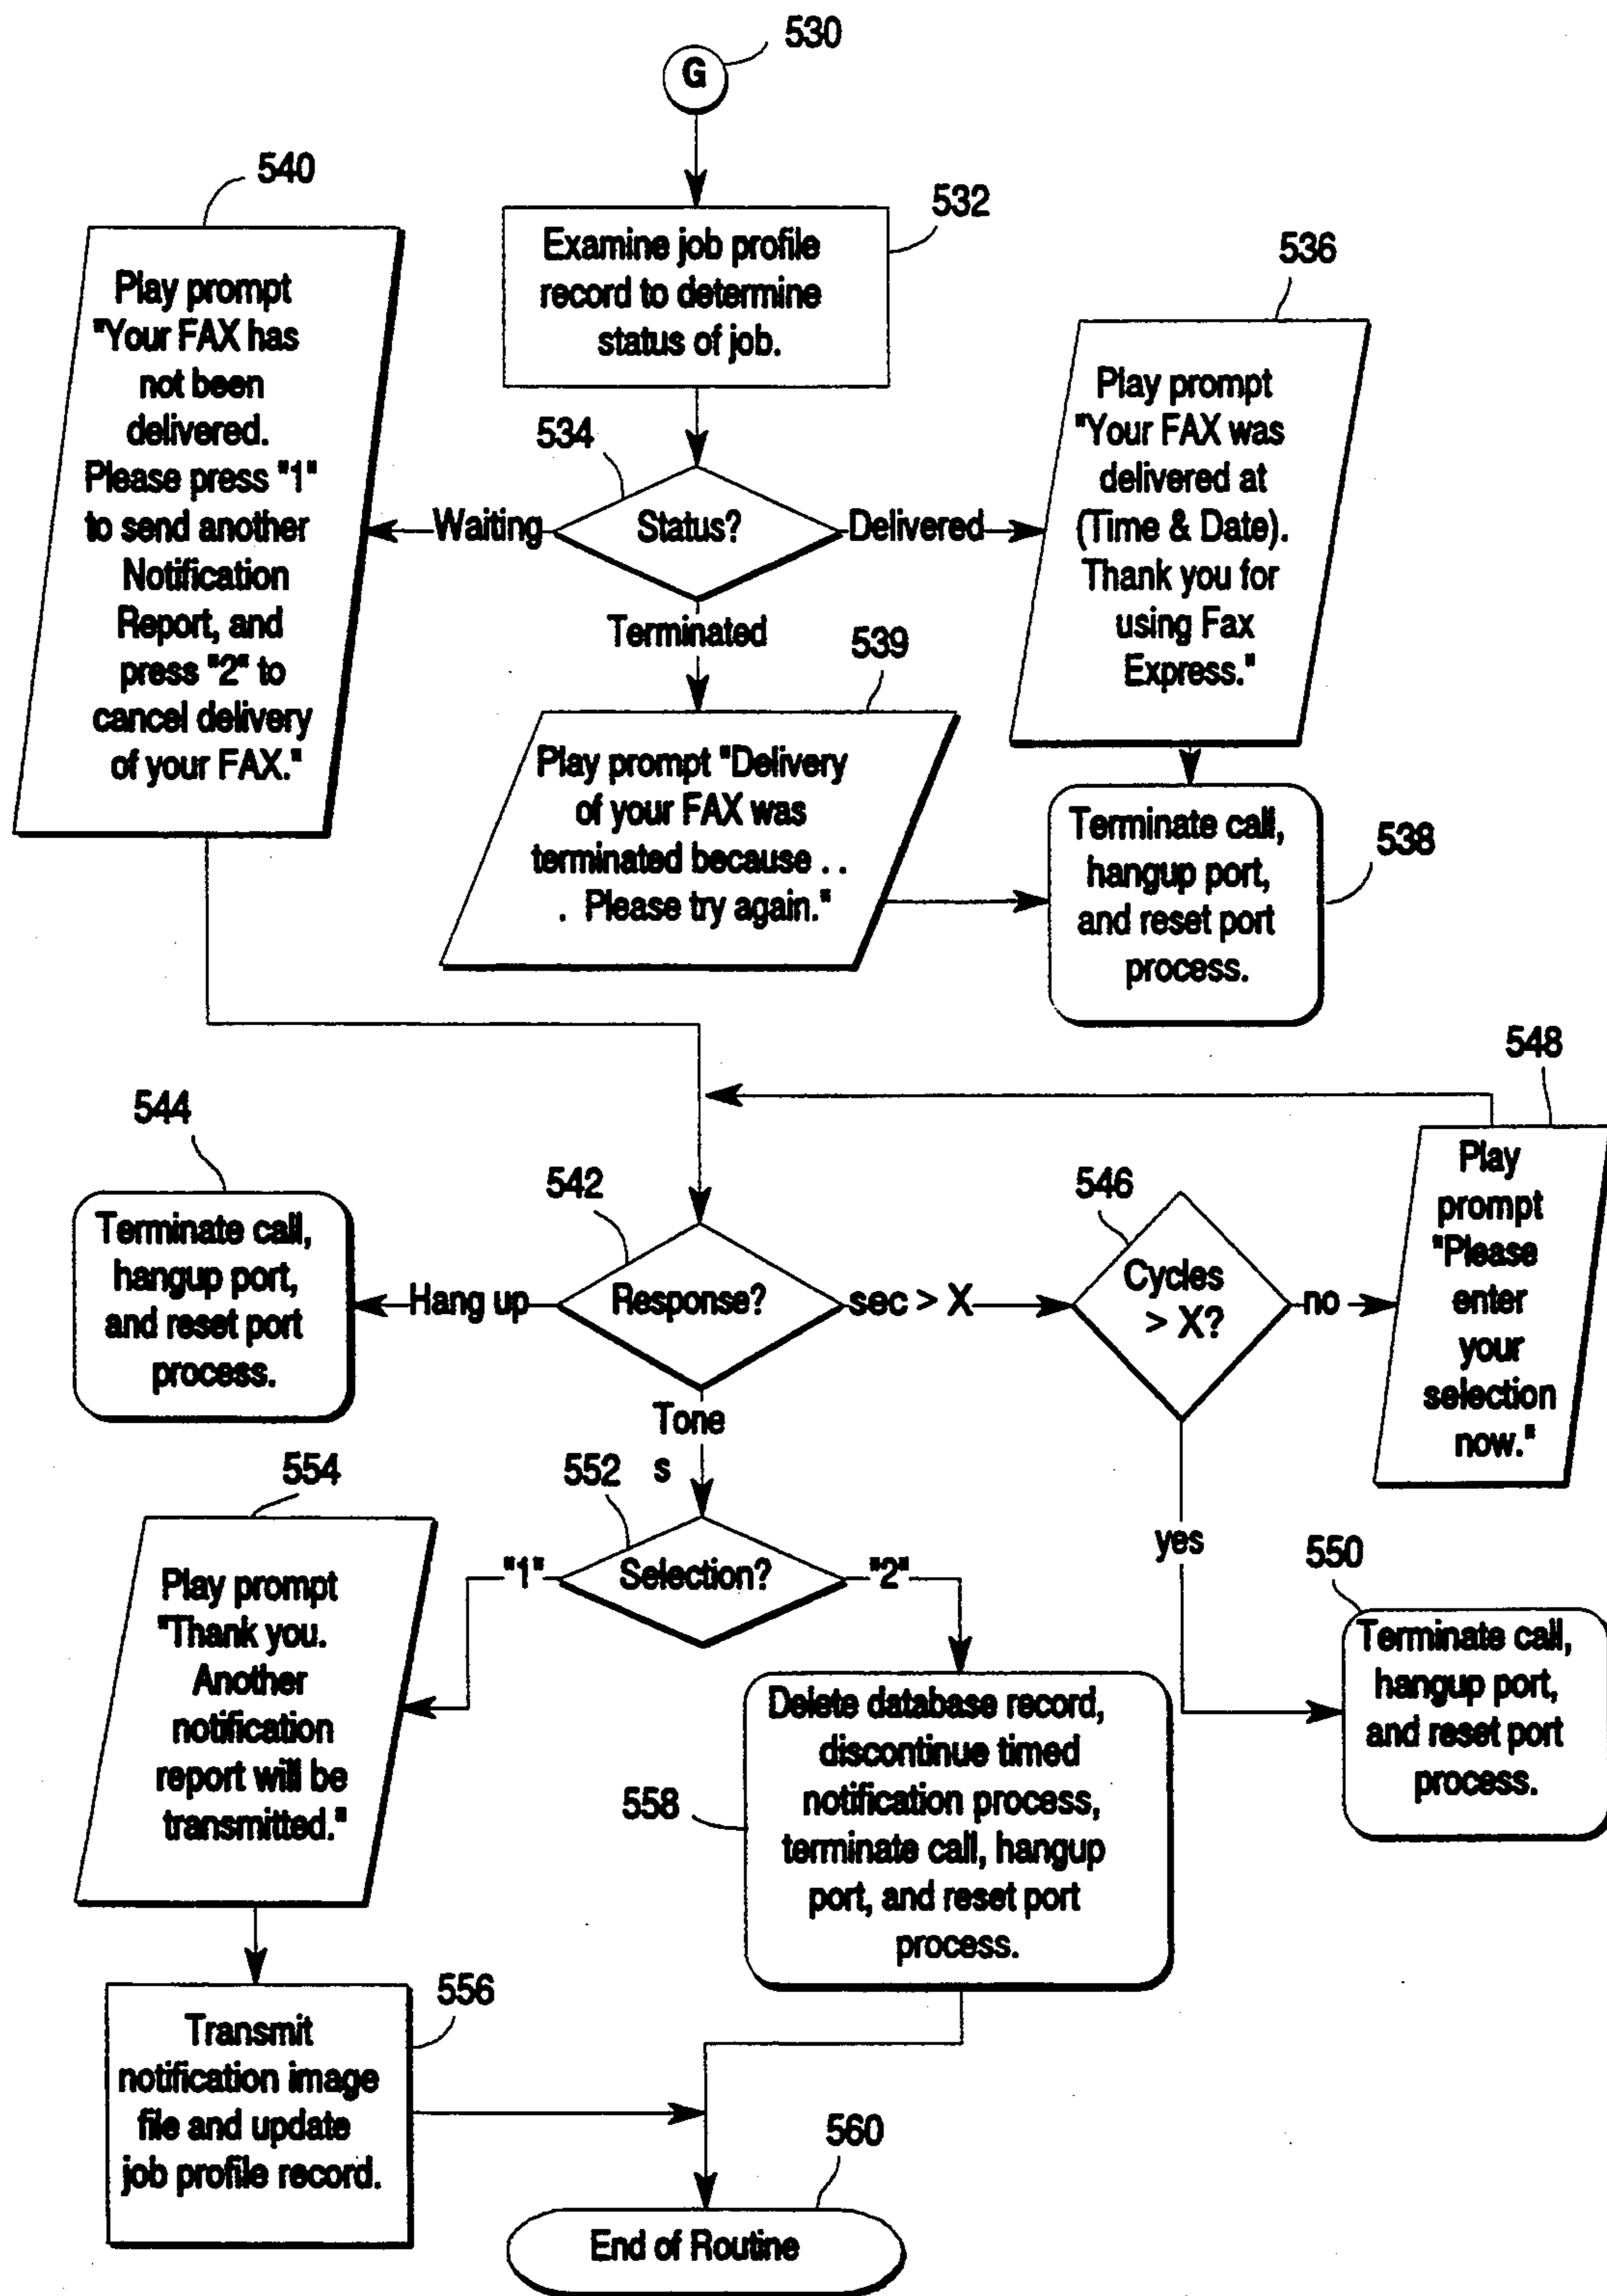 530
G
540
532
Examine job profile
record to determine
status of job.
536
Play prompt
"Your FAX has
not been
delivered.
Please press "1"
to send another
Notification
Report, and
press "2" to
cancel delivery
of your FAX."
534
Waiting
Status?
Delivered
Play prompt
"Your FAX was
delivered at
(Time & Date).
Thank you for
using Fax
Express."
Terminated
539
Play prompt "Delivery
of your FAX was
terminated because . .
. Please try again."
Terminate call,
hangup port,
and reset port
process.
538
548
544
542
546
Play
prompt
"Please
enter
your
selection
now."
Terminate call,
hangup port,
and reset port
process.
Hang up
Response?
sec > X
Cycles
> X?
no
Tone
s
554
552
yes
550
"1"
Selection?
"2"
Play prompt
"Thank you.
Another
notification
report will be
transmitted."
Terminate call,
hangup port,
and reset port
process.
558
Delete database record,
discontinue timed
notification process,
terminate call, hangup
port, and reset port
process.
556
Transmit
notification image
file and update
job profile record.
560
End of Routine